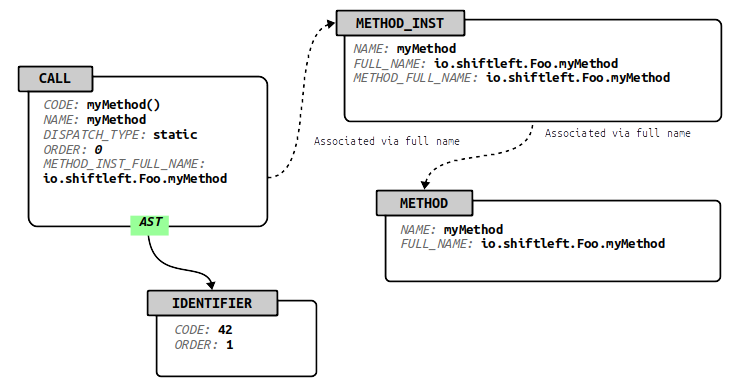 METHOD_INST
NAME: myMethod
FULL_NAME: io.shiftleft.Foo.myMethod
METHOD_FULL_NAME: io.shiftleft.Foo.myMethod
CALL
CODE: myMethod()
NAME: myMethod
DISPATCH_TYPE: static
ORDER: 0
METHOD_INST_FULL_NAME:
io.shiftleft.Foo.myMethod
AST
Associated via full name
Associated via full name
METHOD
NAME: myMethod
FULL_NAME: io.shiftleft.Foo.myMethod
IDENTIFIER
CODE: 42
ORDER: 1